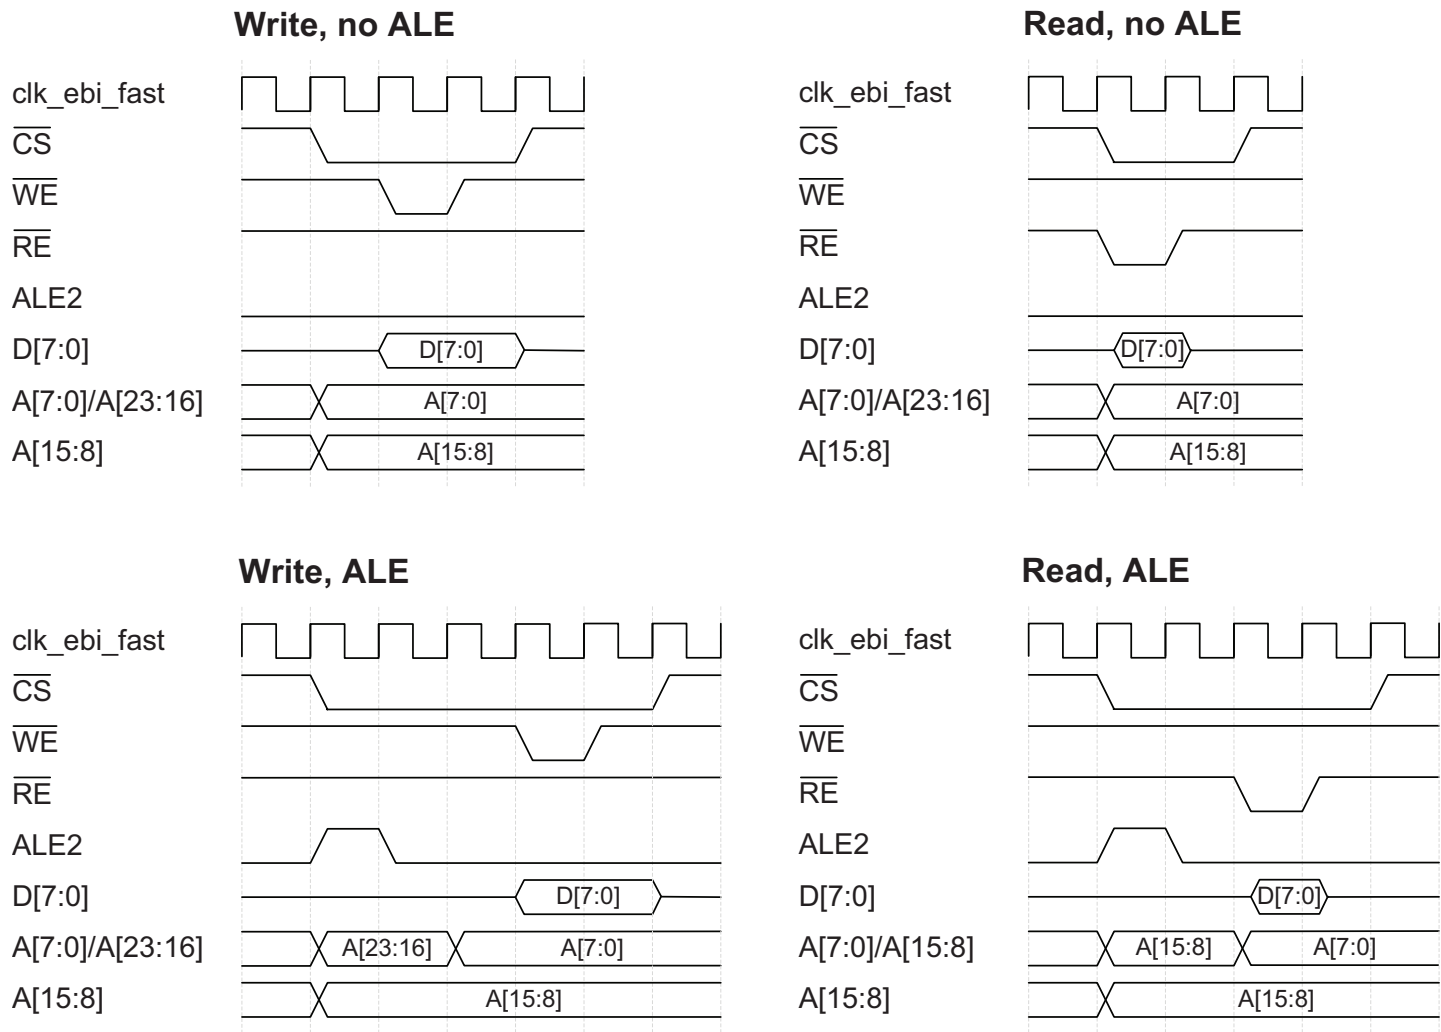 Write, no ALE
clk_ebi_fast
CS
WE
RE
ALE2
D[7:0]
D[7:0]
A[7:0]/A[23:16]
A[7:0]
A[15:8]
A[15:8]
Read, no ALE
clk_ebi_fast
CS
WE
RE
ALE2
D[7:0]
D[7:0]
A[7:0]/A[23:16]
A[7:0]
A[15:8]
A[15:8]
Write, ALE
clk_ebi_fast
CS
WE
RE
ALE2
D[7:0]
D[7:0]
A[7:0]/A[23:16]
A[23:16]
A[7:0]
A[15:8]
A[15:8]
Read, ALE
clk_ebi_fast
CS
WE
RE
ALE2
D[7:0]
D[7:0]
A[7:0]/A[15:8]
A[15:8]
A[7:0]
A[15:8]
A[15:8]